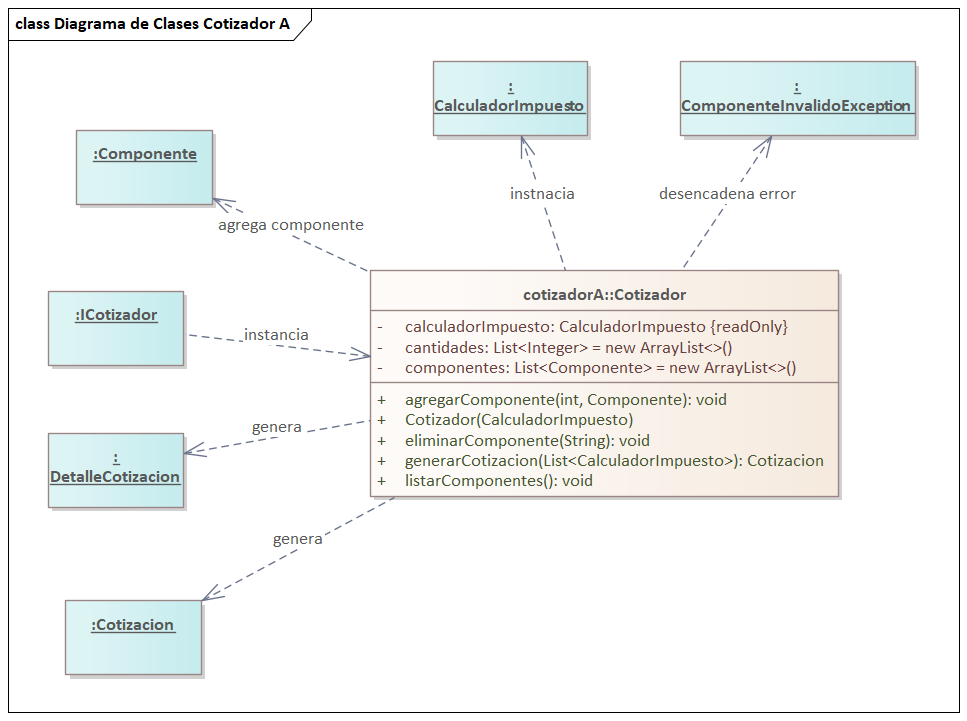 class Diagrama de Clases Cotizador A
:
CalculadorImpuesto
:
ComponenteInvalidoException
:Componente
instnacia
desencadena error
agrega componente
cotizadorA::Cotizador
- calculadorImpuesto: CalculadorImpuesto {readOnly}
- cantidades: List<Integer> = new ArrayList<>()
- componentes: List<Componente> = new ArrayList<>()
+ agregarComponente(int, Componente): void
+ Cotizador(CalculadorImpuesto)
+ eliminarComponente(String): void
+ generarCotizacion(List<CalculadorImpuesto>): Cotizacion
+ listarComponentes(): void
:ICotizador
instancia
genera
:
DetalleCotizacion
genera
:Cotizacion